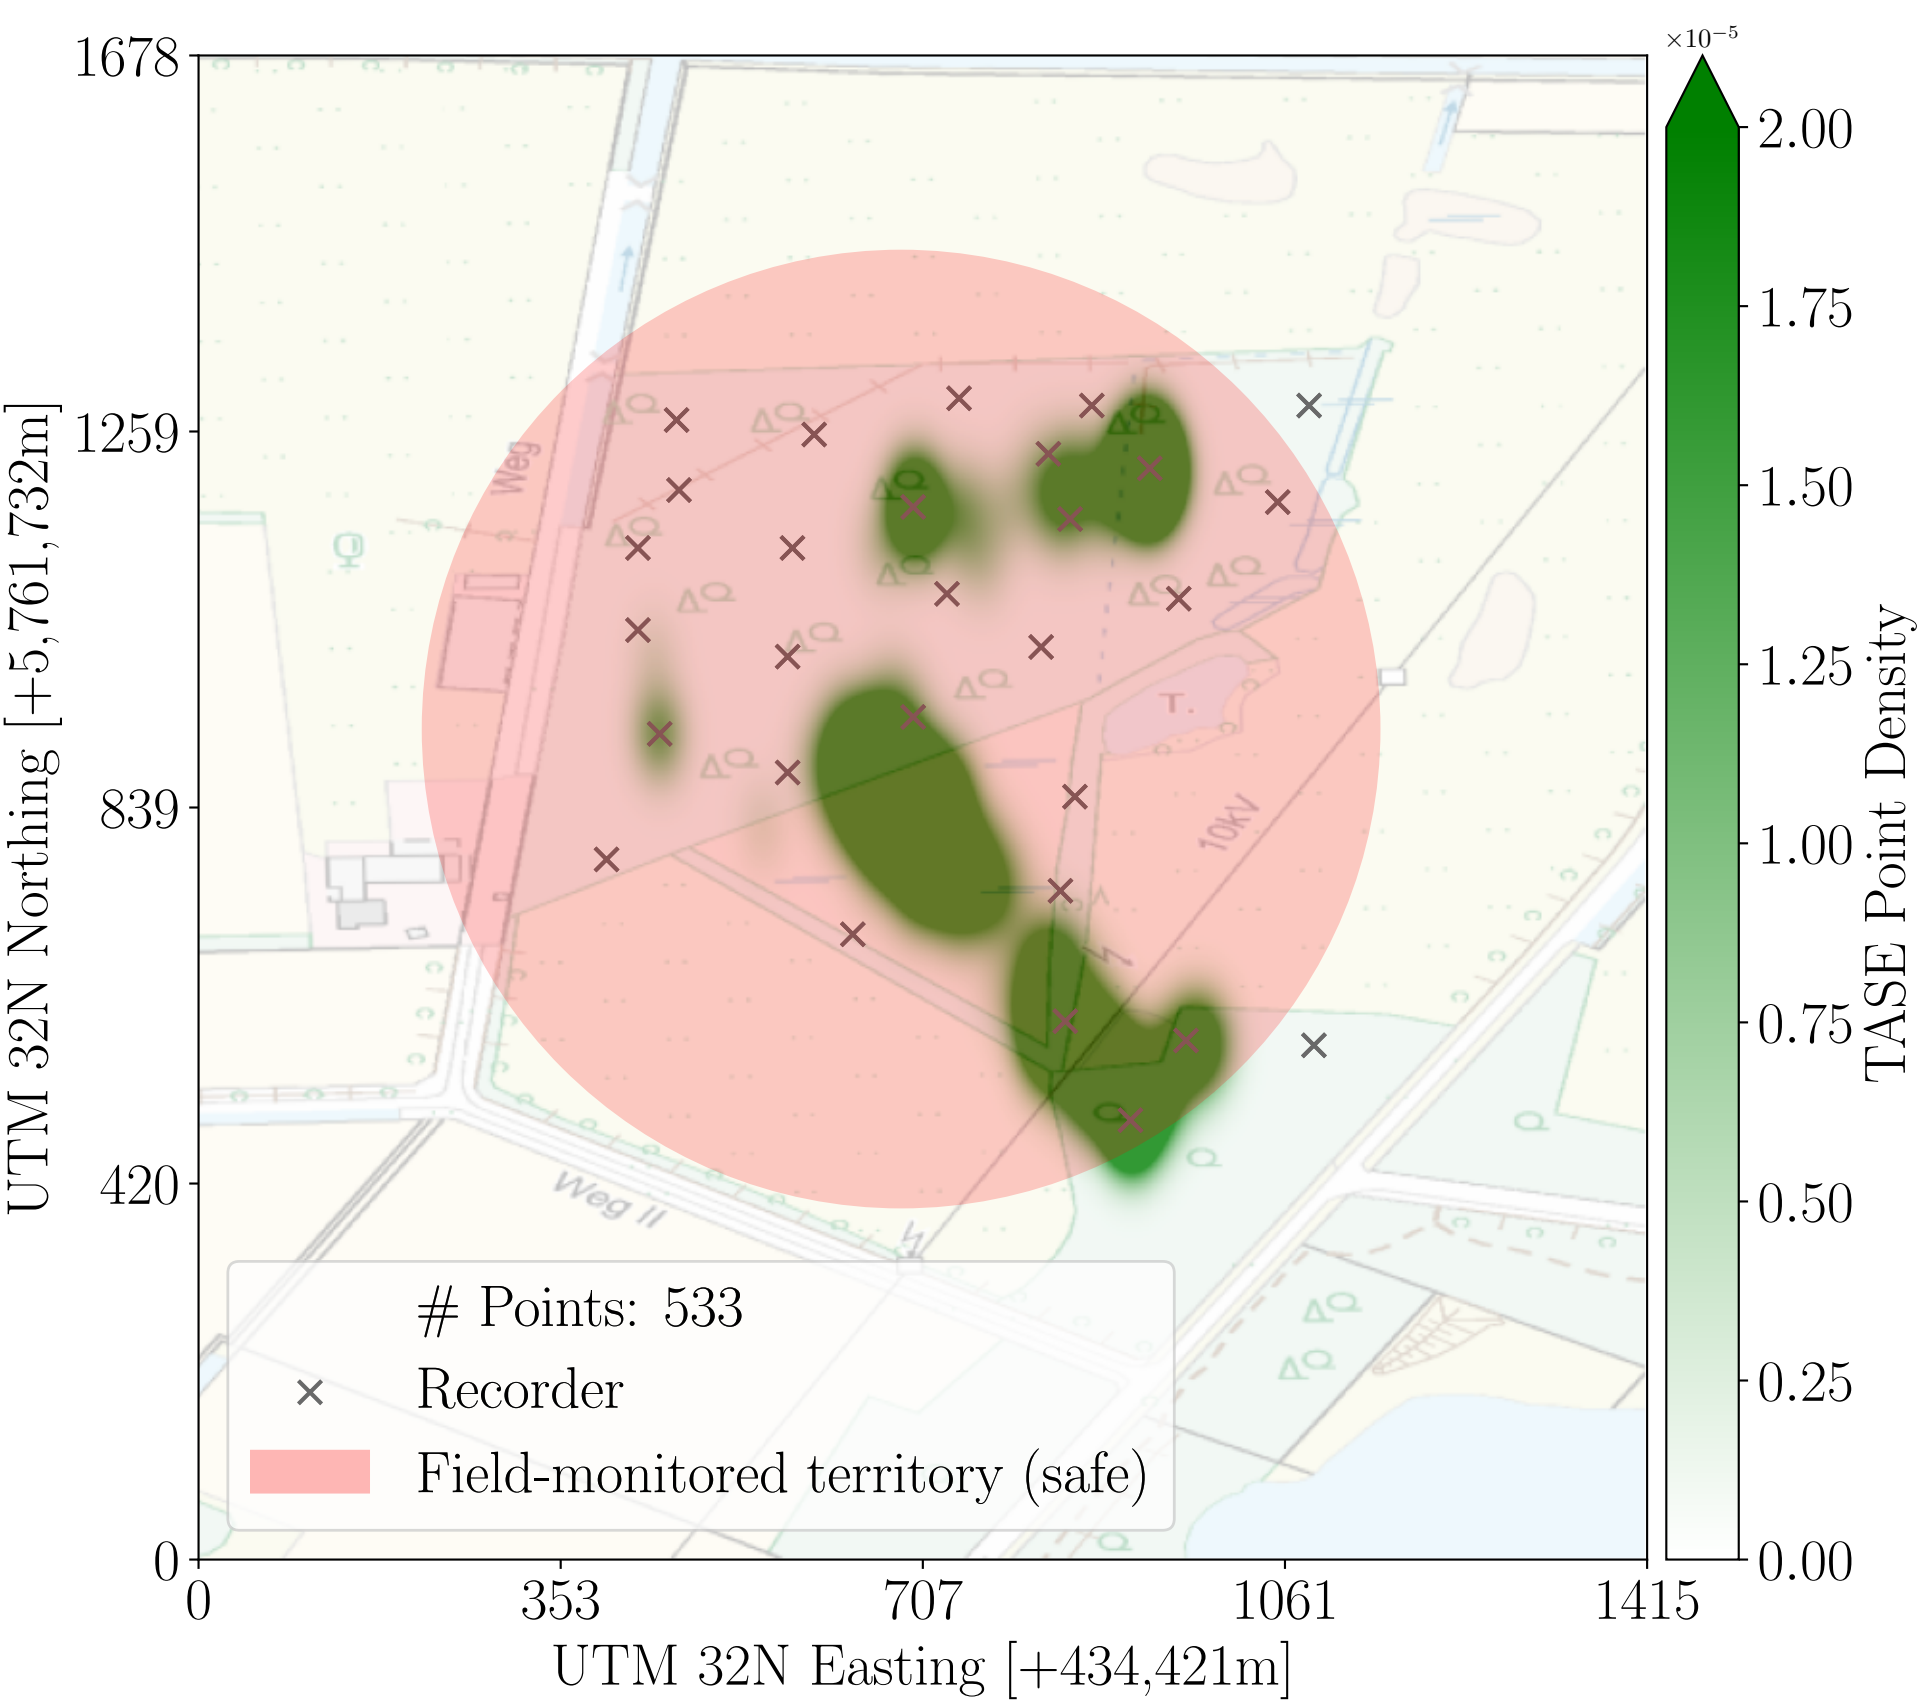 ×10⁻⁵
1678
1259
839
420
0
UTM 32N Northing [+5,761,732m]
Weg
T.
10kV
Weg II
# Points: 533
Recorder
Field-monitored territory (safe)
0
353
707
1061
1415
UTM 32N Easting [+434,421m]
2.00
1.75
1.50
1.25
1.00
0.75
0.50
0.25
0.00
TASE Point Density